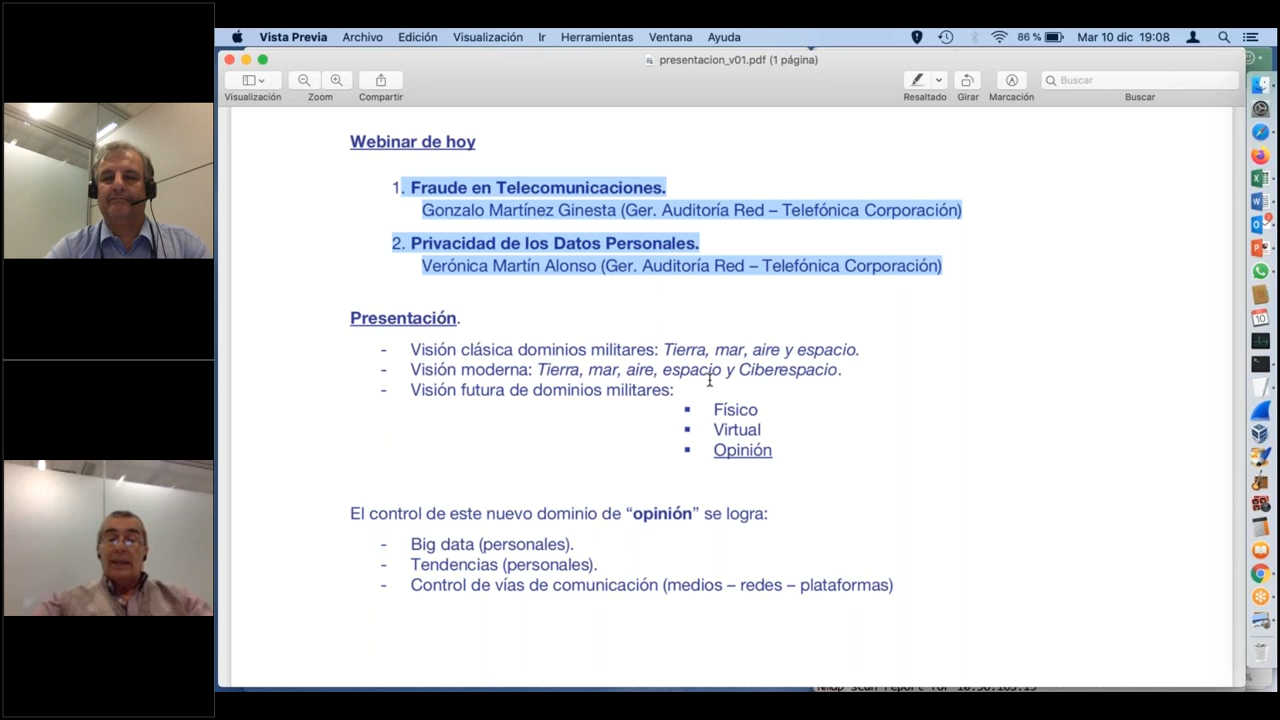 Vista Previa Archivo Edición Visualización Ir Herramientas Ventana Ayuda 86 % Mar 10 dic 19:08
presentacion_v01.pdf (1 página)
Buscar
Visualización Zoom Compartir Resaltado Girar Marcación Buscar
Webinar de hoy
1. Fraude en Telecomunicaciones.
Gonzalo Martínez Ginesta (Ger. Auditoría Red – Telefónica Corporación)
2. Privacidad de los Datos Personales.
Verónica Martín Alonso (Ger. Auditoría Red – Telefónica Corporación)
Presentación.
- Visión clásica dominios militares: Tierra, mar, aire y espacio.
- Visión moderna: Tierra, mar, aire, espacio y Ciberespacio.
- Visión futura de dominios militares:
▪ Físico
▪ Virtual
▪ Opinión
El control de este nuevo dominio de “opinión” se logra:
- Big data (personales).
- Tendencias (personales).
- Control de vías de comunicación (medios – redes – plataformas)